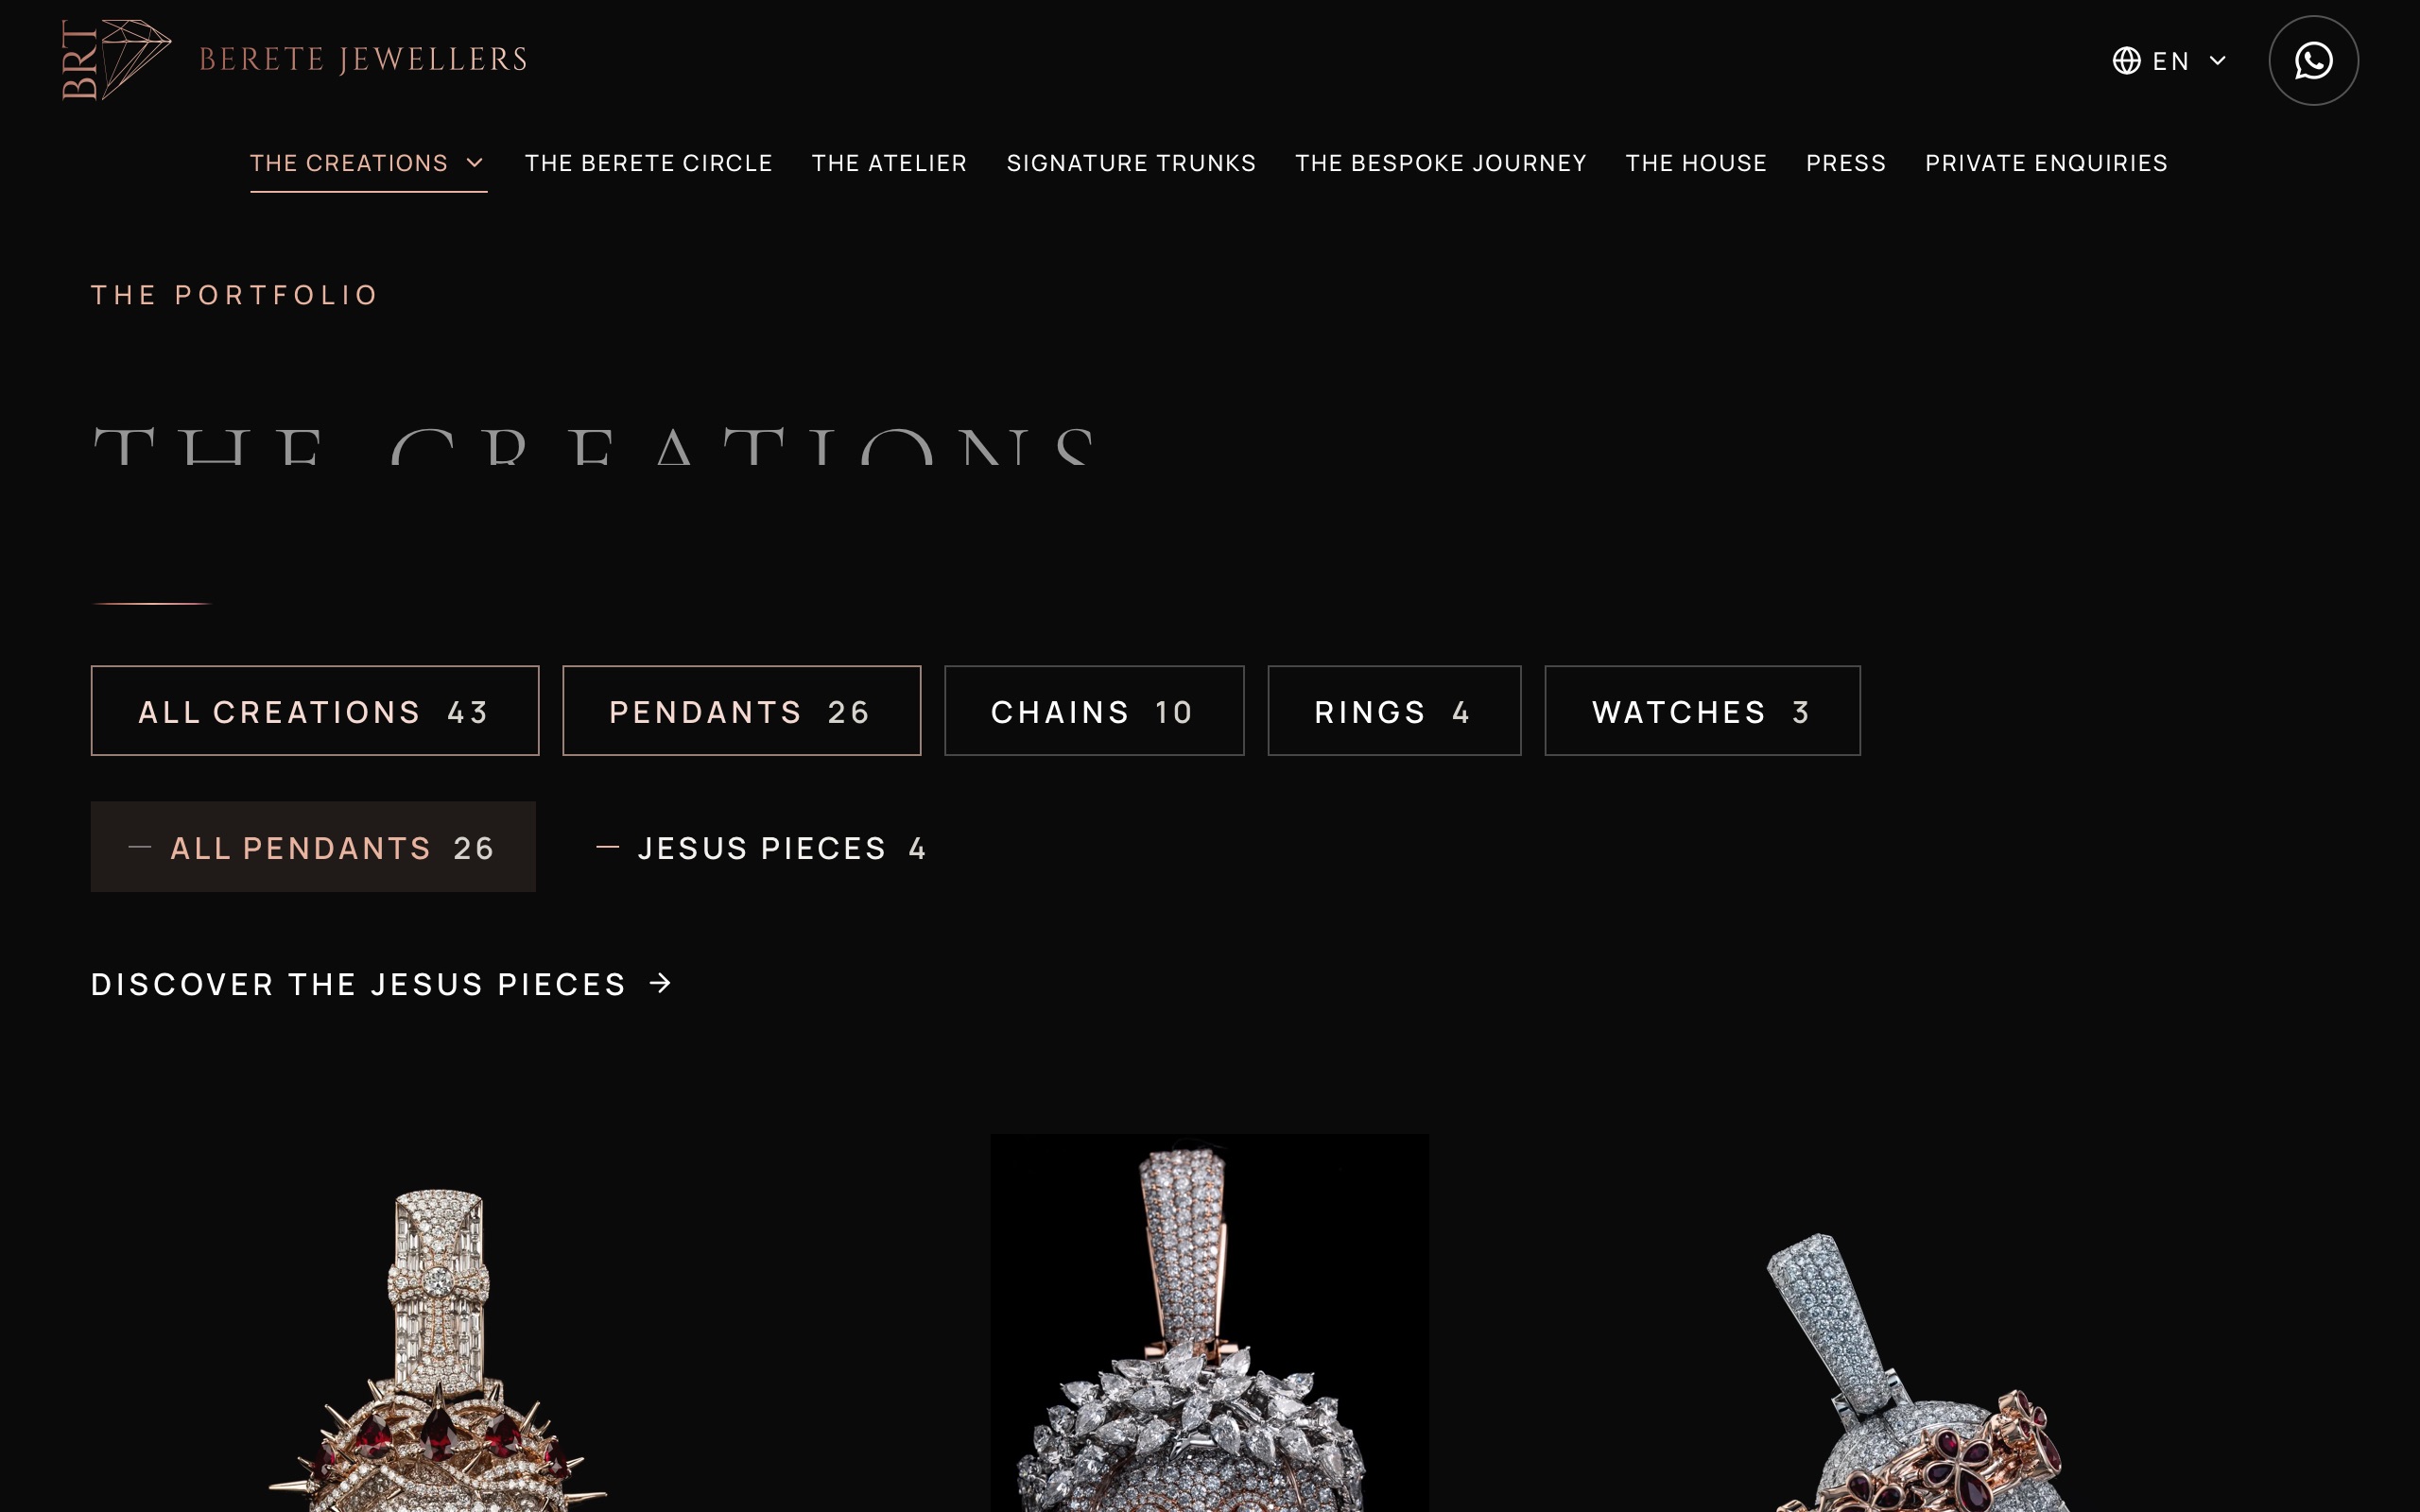 BRT
BERETE JEWELLERS
EN
THE CREATIONS THE BERETE CIRCLE THE ATELIER SIGNATURE TRUNKS THE BESPOKE JOURNEY THE HOUSE PRESS PRIVATE ENQUIRIES
THE PORTFOLIO
THE CREATIONS
ALL CREATIONS 43 PENDANTS 26 CHAINS 10 RINGS 4 WATCHES 3
— ALL PENDANTS 26 — JESUS PIECES 4
DISCOVER THE JESUS PIECES →